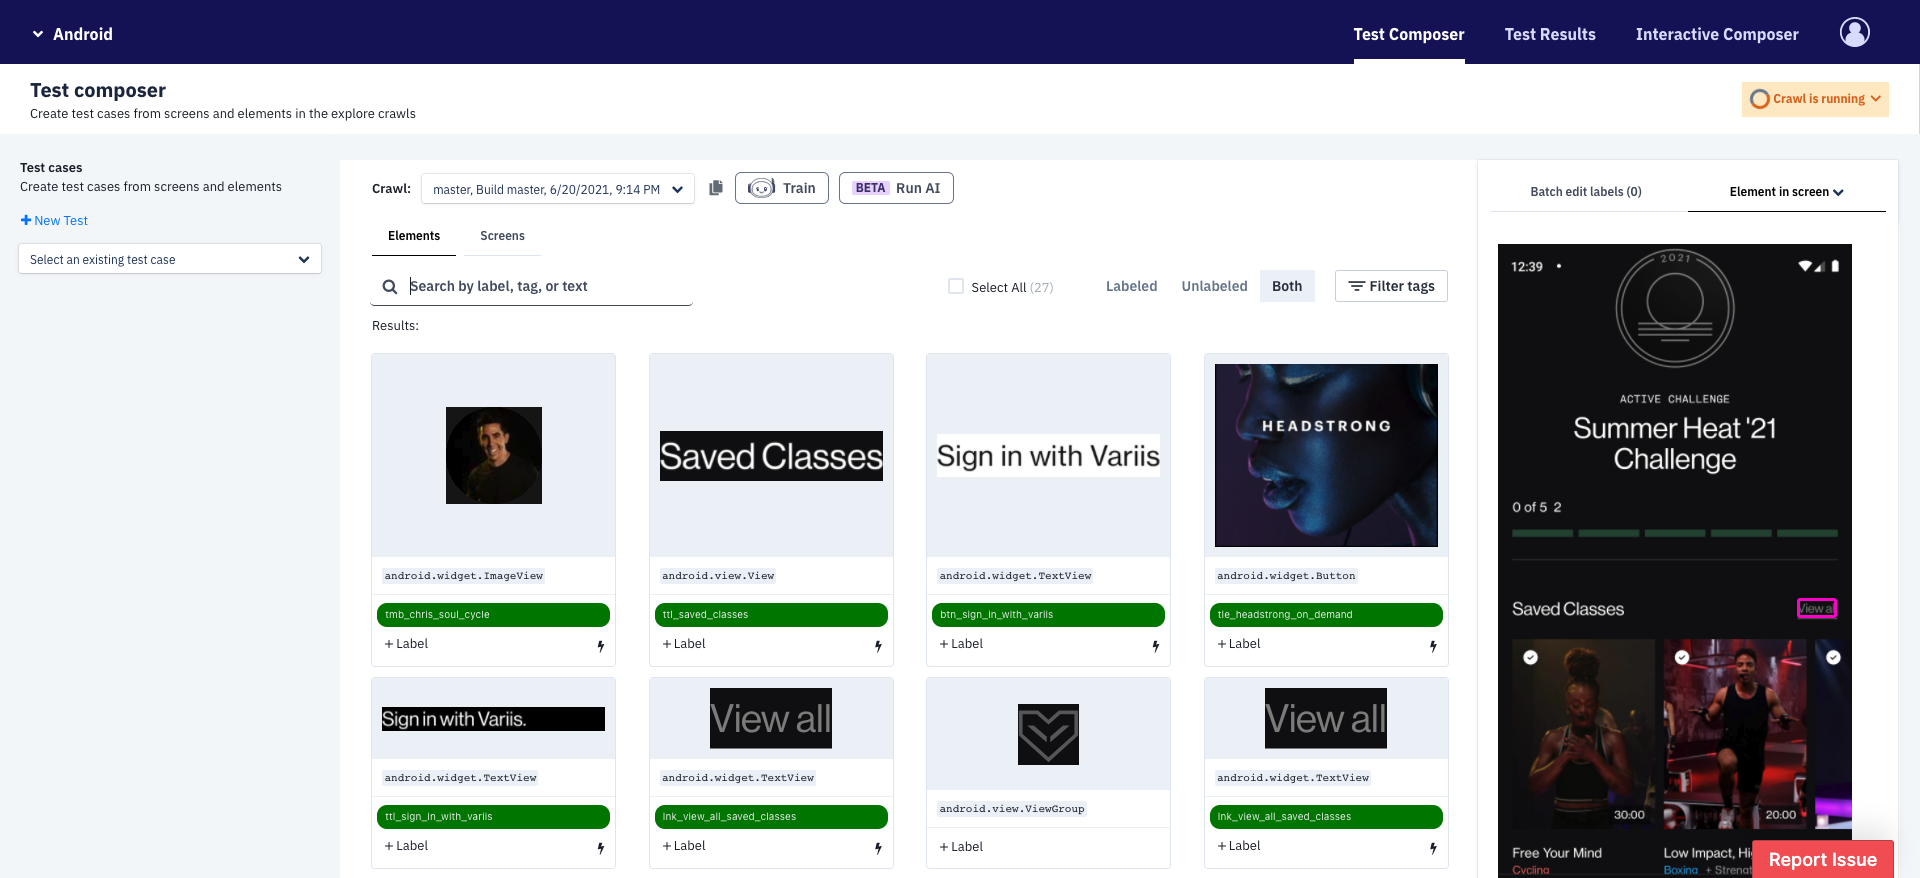 Android
Test Composer
Test Results
Interactive Composer
Test composer
Create test cases from screens and elements in the explore crawls
Crawl is running
Test cases
Create test cases from screens and elements
New Test
Select an existing test case
Crawl:
master, Build master, 6/20/2021, 9:14 PM
Train
BETA Run AI
Elements
Screens
Search by label, tag, or text
Select All (27)
Labeled
Unlabeled
Both
Filter tags
Results:
android.widget.ImageView
tmb_chris_soul_cycle
+ Label
Saved Classes
android.view.View
ttl_saved_classes
+ Label
Sign in with Variis
android.widget.TextView
btn_sign_in_with_variis
+ Label
HEADSTRONG
android.widget.Button
tle_headstrong_on_demand
+ Label
Sign in with Variis.
android.widget.TextView
ttl_sign_in_with_variis
+ Label
View all
android.widget.TextView
lnk_view_all_saved_classes
+ Label
android.view.ViewGroup
+ Label
View all
android.widget.TextView
lnk_view_all_saved_classes
+ Label
Batch edit labels (0)
Element in screen
12:39
2021
ACTIVE CHALLENGE
Summer Heat '21
Challenge
0 of 5 2
Saved Classes
View all
30:00
20:00
Free Your Mind
Cycling
Low Impact,
Boxing + Strengt
Report Issue